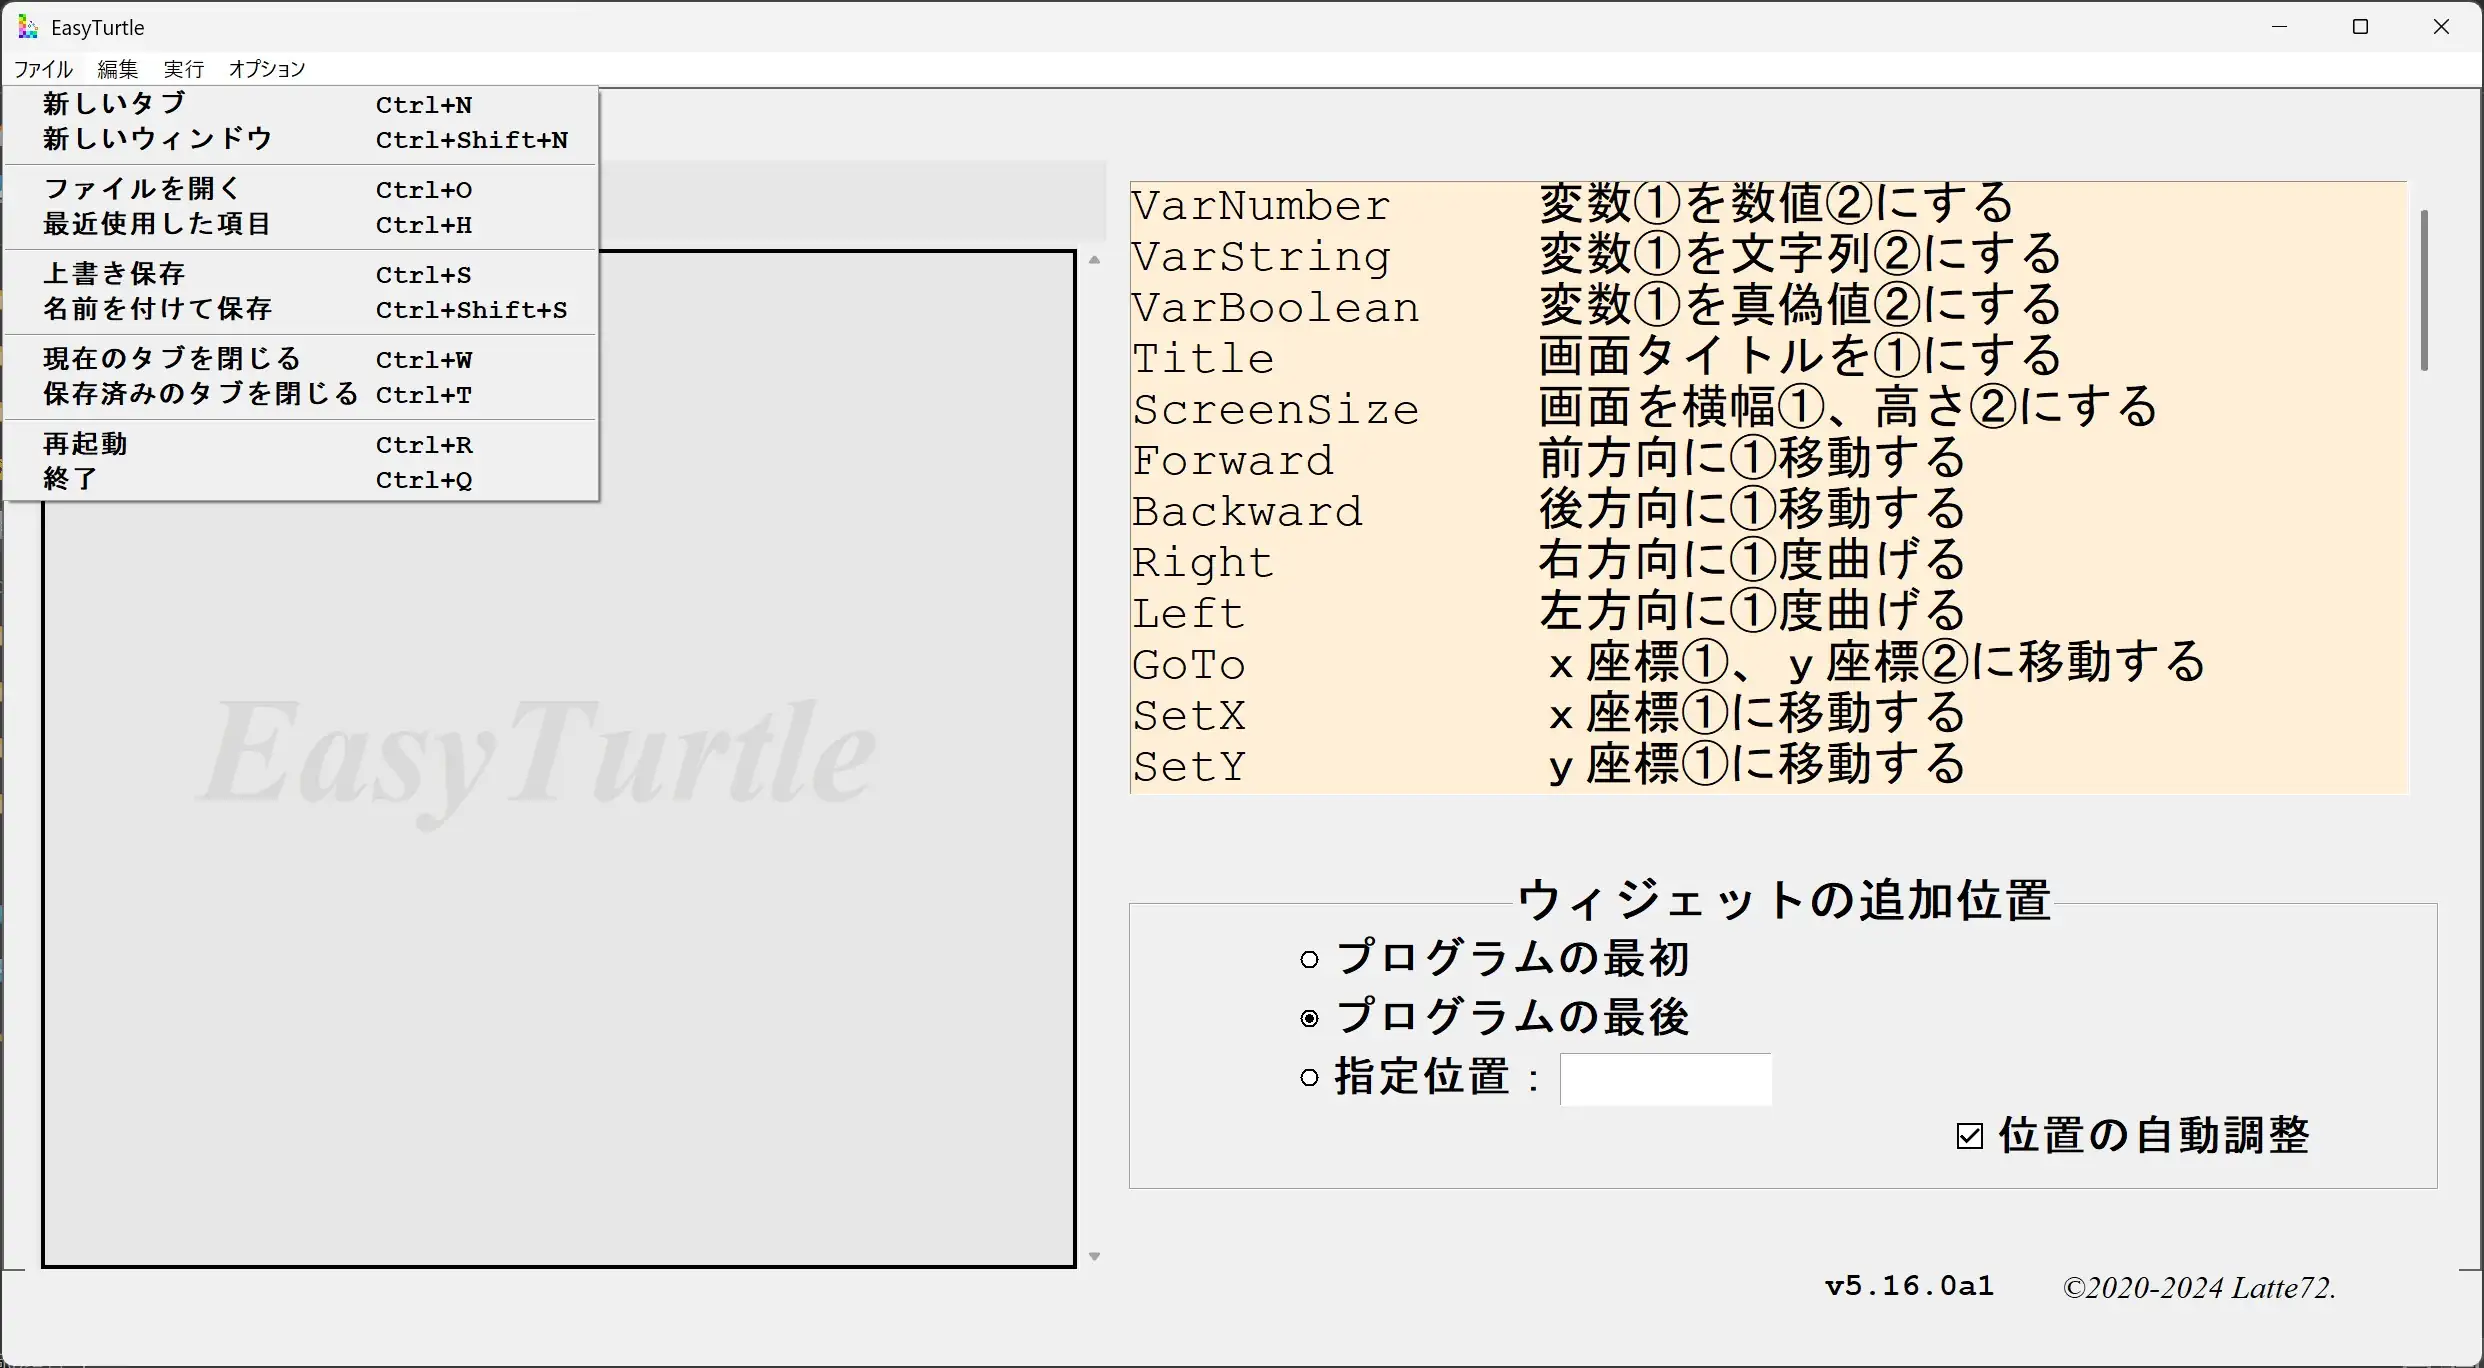 EasyTurtle
ファイル 編集 実行 オプション
新しいタブ Ctrl+N
新しいウィンドウ Ctrl+Shift+N
ファイルを開く Ctrl+O
最近使用した項目 Ctrl+H
上書き保存 Ctrl+S
名前を付けて保存 Ctrl+Shift+S
現在のタブを閉じる Ctrl+W
保存済みのタブを閉じる Ctrl+T
再起動 Ctrl+R
終了 Ctrl+Q
EasyTurtle
VarNumber 変数①を数値②にする
VarString 変数①を文字列②にする
VarBoolean 変数①を真偽値②にする
Title 画面タイトルを①にする
ScreenSize 画面を横幅①、高さ②にする
Forward 前方向に①移動する
Backward 後方向に①移動する
Right 右方向に①度曲げる
Left 左方向に①度曲げる
GoTo ｘ座標①、ｙ座標②に移動する
SetX ｘ座標①に移動する
SetY ｙ座標①に移動する
ウィジェットの追加位置
プログラムの最初
プログラムの最後
指定位置：
位置の自動調整
v5.16.0a1 ©2020-2024 Latte72.